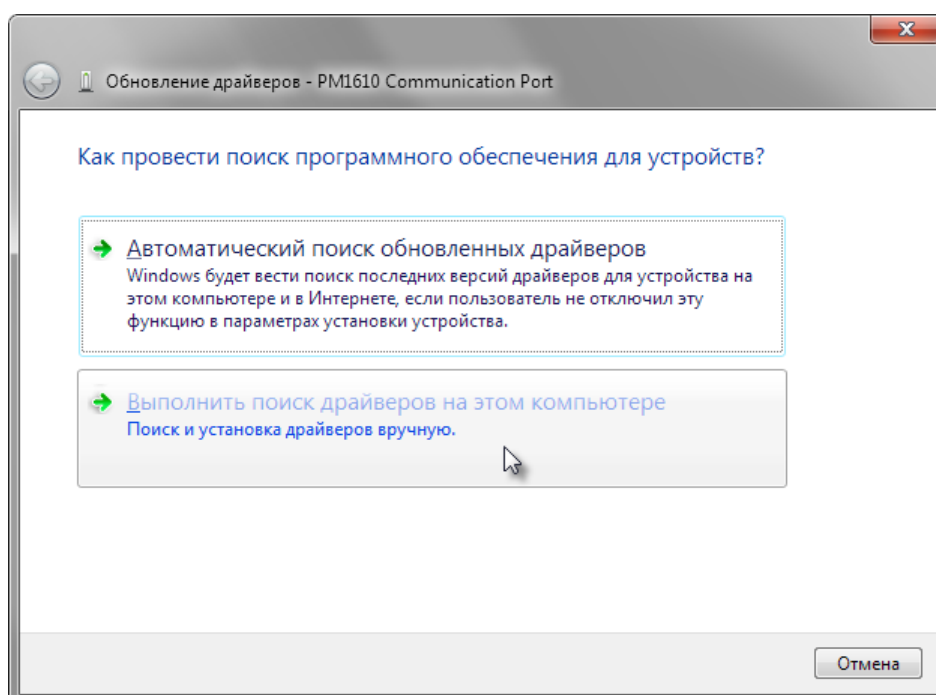 Обновление драйверов - PM1610 Communication Port
Как провести поиск программного обеспечения для устройств?
Автоматический поиск обновленных драйверов
Windows будет вести поиск последних версий драйверов для устройства на
этом компьютере и в Интернете, если пользователь не отключил эту
функцию в параметрах установки устройства.
Выполнить поиск драйверов на этом компьютере
Поиск и установка драйверов вручную.
Отмена